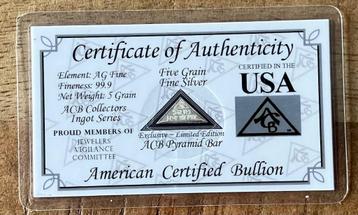 Certificate of Authenticity
Element: AG Fine
Fineness: 99.9
Net Weight: 5 Grain
ACB Collectors
Ingot Series
PROUD MEMBERS OF
JEWELERS
VIGILANCE
COMMITTEE
Five Grain
Fine Silver
Exclusive ~ Limited Edition
ACB Pyramid Bar
CERTIFIED IN THE
USA
ACB
American Certified Bullion